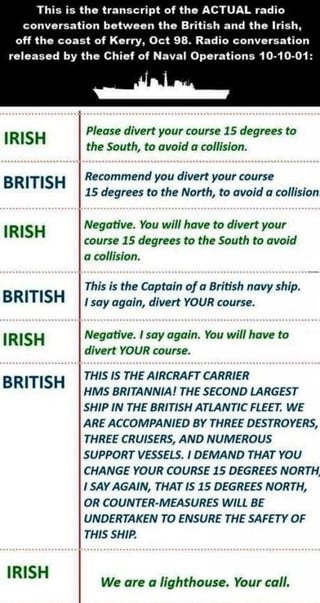 This is the transcript of the ACTUAL radio
conversation between the British and the Irish,
off the coast of Kerry, Oct 98. Radio conversation
released by the Chief of Naval Operations 10-10-01:
IRISH
Please divert your course 15 degrees to
the South, to avoid a collision.
BRITISH
Recommend you divert your course
15 degrees to the North, to avoid a collision.
IRISH
Negative. You will have to divert your
course 15 degrees to the South to avoid
a collision.
BRITISH
This is the Captain of a British navy ship.
I say again, divert YOUR course.
IRISH
Negative. I say again. You will have to
divert YOUR course.
BRITISH
THIS IS THE AIRCRAFT CARRIER
HMS BRITANNIA! THE SECOND LARGEST
SHIP IN THE BRITISH ATLANTIC FLEET. WE
ARE ACCOMPANIED BY THREE DESTROYERS,
THREE CRUISERS, AND NUMEROUS
SUPPORT VESSELS. I DEMAND THAT YOU
CHANGE YOUR COURSE 15 DEGREES NORTH,
I SAY AGAIN, THAT IS 15 DEGREES NORTH,
OR COUNTER-MEASURES WILL BE
UNDERTAKEN TO ENSURE THE SAFETY OF
THIS SHIP.
IRISH
We are a lighthouse. Your call.